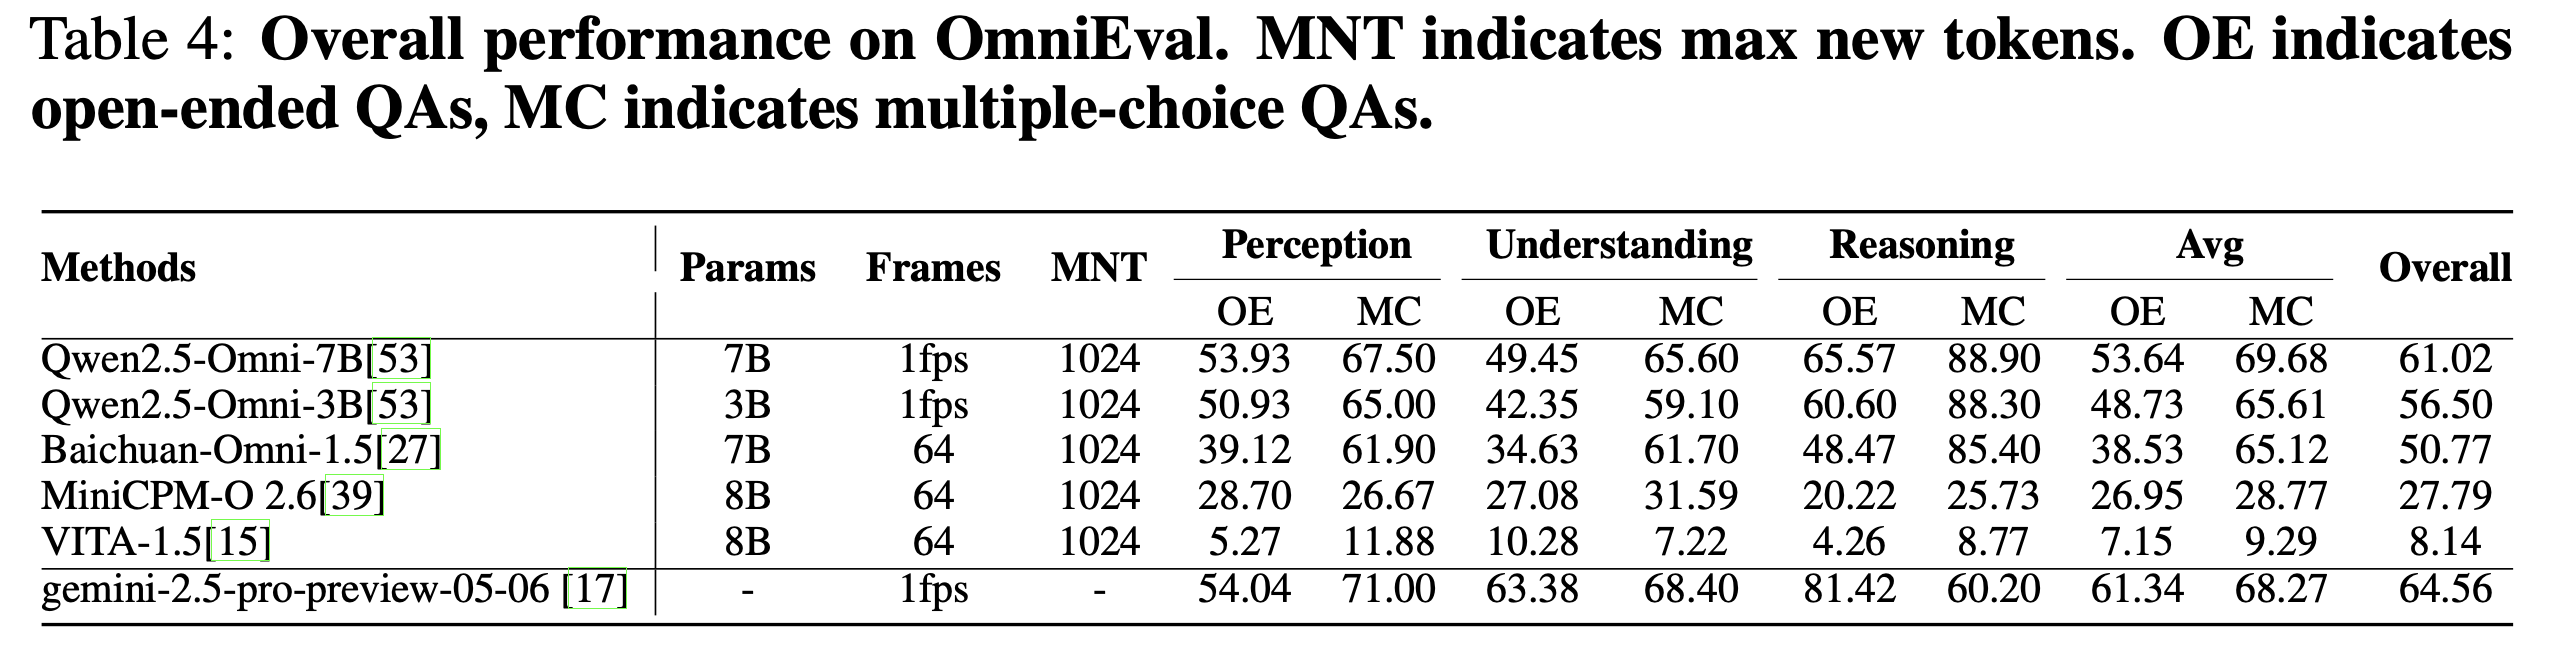 Table 4: Overall performance on OmniEval. MNT indicates max new tokens. OE indicates
open-ended QAs, MC indicates multiple-choice QAs.
Methods Params Frames MNT Perception Understanding Reasoning Avg Overall
OE MC OE MC OE MC OE MC
Qwen2.5-Omni-7B[53] 7B 1fps 1024 53.93 67.50 49.45 65.60 65.57 88.90 53.64 69.68 61.02
Qwen2.5-Omni-3B[53] 3B 1fps 1024 50.93 65.00 42.35 59.10 60.60 88.30 48.73 65.61 56.50
Baichuan-Omni-1.5[27] 7B 64 1024 39.12 61.90 34.63 61.70 48.47 85.40 38.53 65.12 50.77
MiniCPM-O 2.6[39] 8B 64 1024 28.70 26.67 27.08 31.59 20.22 25.73 26.95 28.77 27.79
VITA-1.5[15] 8B 64 1024 5.27 11.88 10.28 7.22 4.26 8.77 7.15 9.29 8.14
gemini-2.5-pro-preview-05-06 [17] - 1fps - 54.04 71.00 63.38 68.40 81.42 60.20 61.34 68.27 64.56